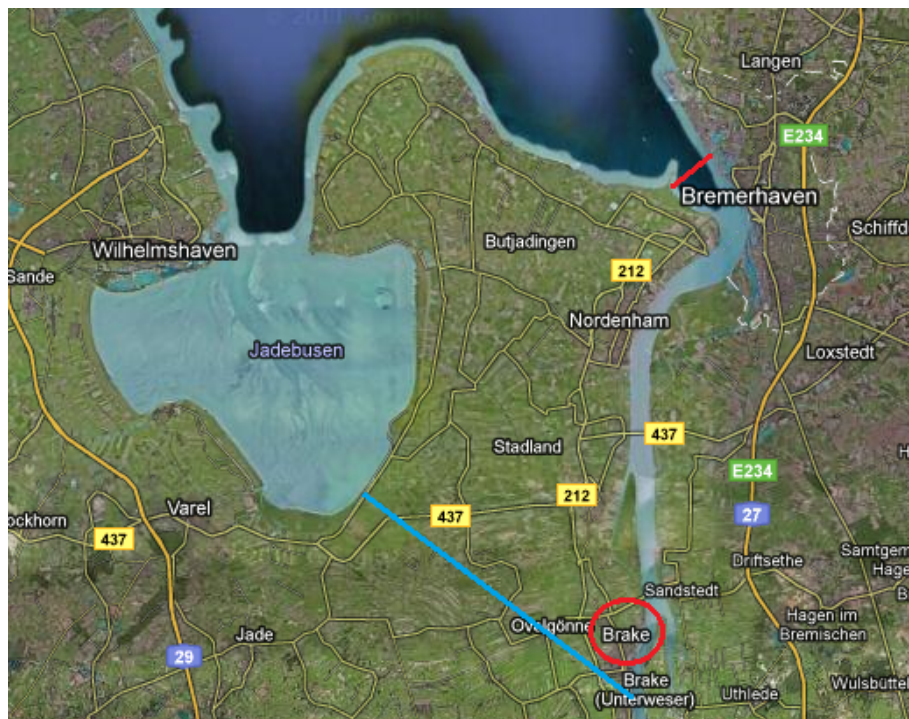 Langen
E234
Bremerhaven
Schiffd
Butjadingen
Wilhelmshaven
Sande
212
Nordenham
Jadebusen
Loxstedt
Stadland
437
E234
212
Varel
437
27
ockhorn
437
Driftsethe
Samtgem
Hage
Sandstedt
Ovelgönne
Brake
Hagen im
Bremischen
Jade
29
Brake
(Unterweser)
Uthlede
Wulsbüttel